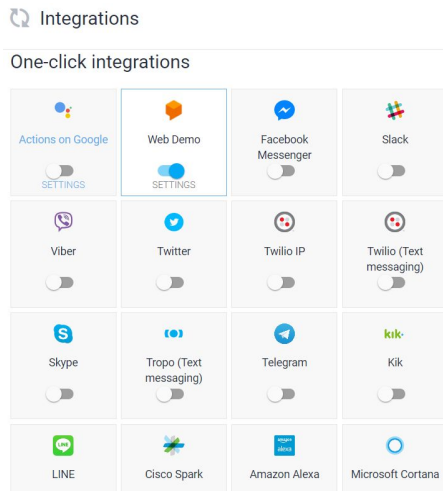 Integrations
One-click integrations
Actions on Google
SETTINGS
Web Demo
SETTINGS
Facebook
Messenger
Slack
Viber
Twitter
Twilio IP
Twilio (Text
messaging)
Skype
Tropo (Text
messaging)
Telegram
kik.
Kik
LINE
LINE
Cisco Spark
amazon
alexa
Amazon Alexa
Microsoft Cortana